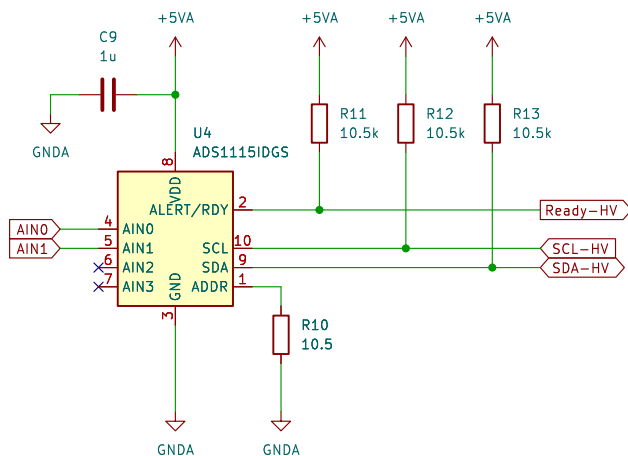 +5VA
+5VA
+5VA
+5VA
C9
1u
GNDA
R11
10.5k
R12
10.5k
R13
10.5k
U4
ADS1115IDGS
8
VDD
ALERT/RDY
2
Ready-HV
AIN0
4
AIN0
AIN1
5
AIN1
SCL
10
SCL-HV
6
AIN2
SDA
9
SDA-HV
7
AIN3
GND
ADDR
1
3
R10
10.5
GNDA
GNDA